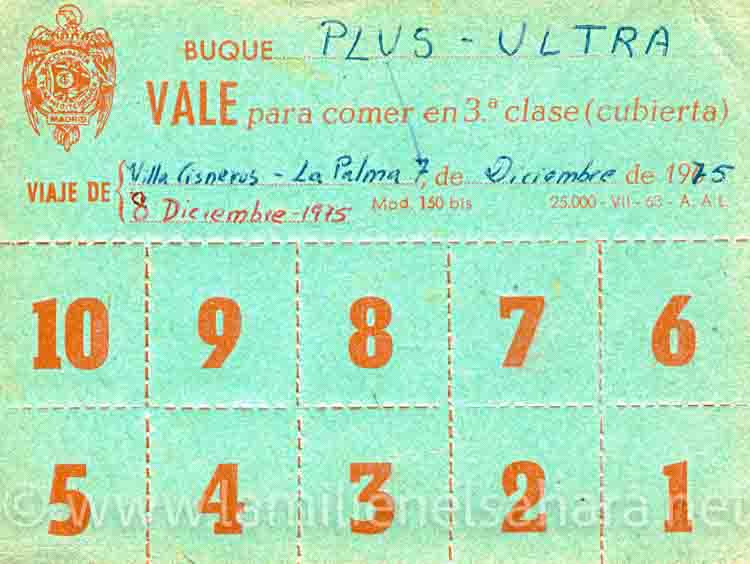 BUQUE PLUS - ULTRA
VALE para comer en 3.ª clase (cubierta)
MADRID
VIAJE DE { Villa Cisneros - La Palma 7, de Diciembre de 1975
8 Diciembre-1975
Mod. 150 bis 25.000 - VII - 63 - A. A. L.
10 9 8 7 6
5 4 3 2 1
© www.lamilienelsahara.net